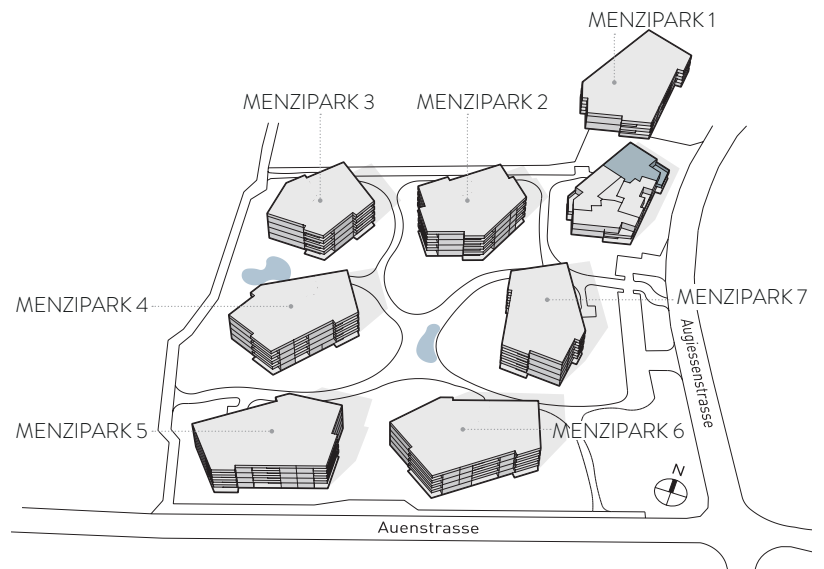 MENZIPARK 1
MENZIPARK 3
MENZIPARK 2
MENZIPARK 4
MENZIPARK 7
Augiessenstrasse
MENZIPARK 5
MENZIPARK 6
N
Auenstrasse